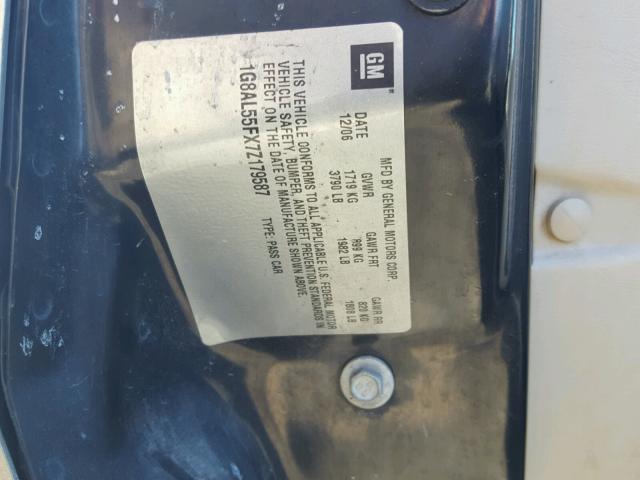 GM
MFD BY GENERAL MOTORS CORP.
DATE GVWR GAWR FRT GAWR RR
12/06 1719 KG 899 KG 820 KG
3790 LB 1982 LB 1808 LB
THIS VEHICLE CONFORMS TO ALL APPLICABLE U.S. FEDERAL MOTOR
VEHICLE SAFETY, BUMPER, AND THEFT PREVENTION STANDARDS IN
EFFECT ON THE DATE OF MANUFACTURE SHOWN ABOVE.
1G8AL55FX7Z179587 TYPE: PASS CAR